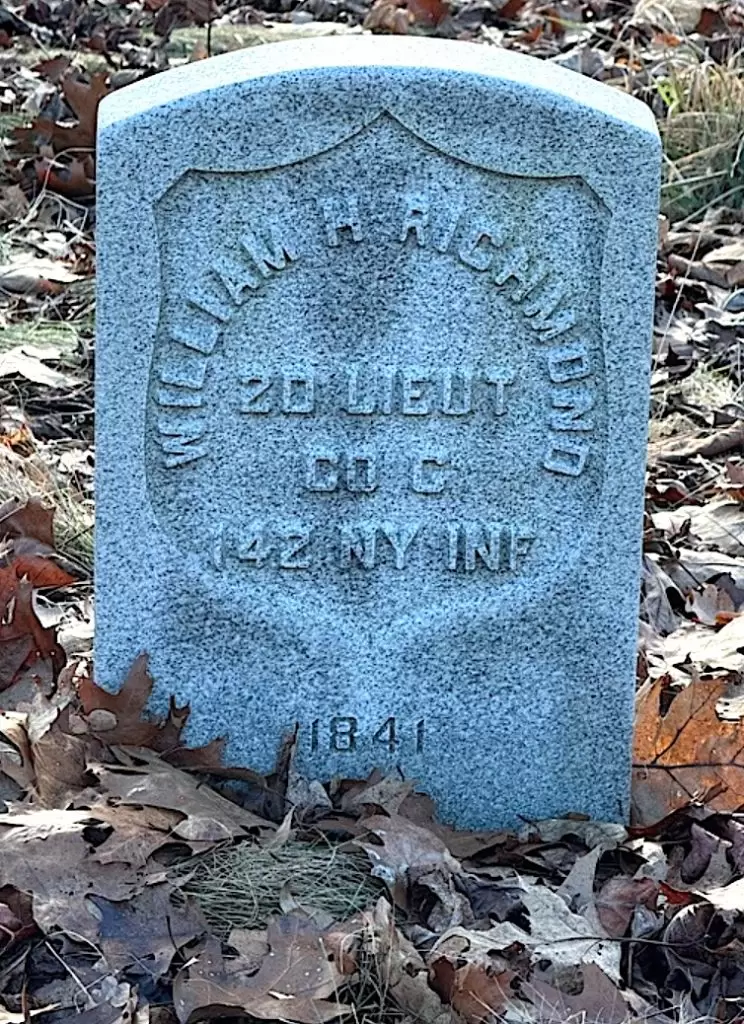 WILLIAM H RICHMOND
2D LIEUT
CO C
142 NY INF
1841